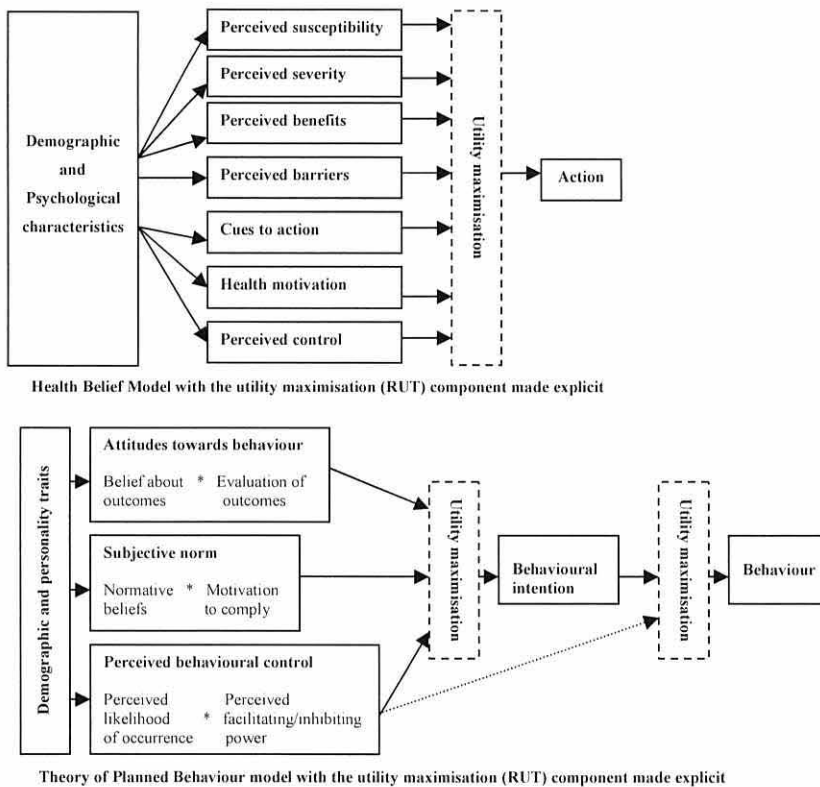 Demographic
and
Psychological
characteristics
Perceived susceptibility
Perceived severity
Perceived benefits
Perceived barriers
Cues to action
Health motivation
Perceived control
Utility maximisation
Action
Health Belief Model with the utility maximisation (RUT) component made explicit
Demographic and personality traits
Attitudes towards behaviour
Belief about * Evaluation of
outcomes outcomes
Subjective norm
Normative * Motivation
beliefs to comply
Perceived behavioural control
Perceived Perceived
likelihood * facilitating/inhibiting
of occurrence power
Utility maximisation
Behavioural
intention
Utility maximisation
Behaviour
Theory of Planned Behaviour model with the utility maximisation (RUT) component made explicit